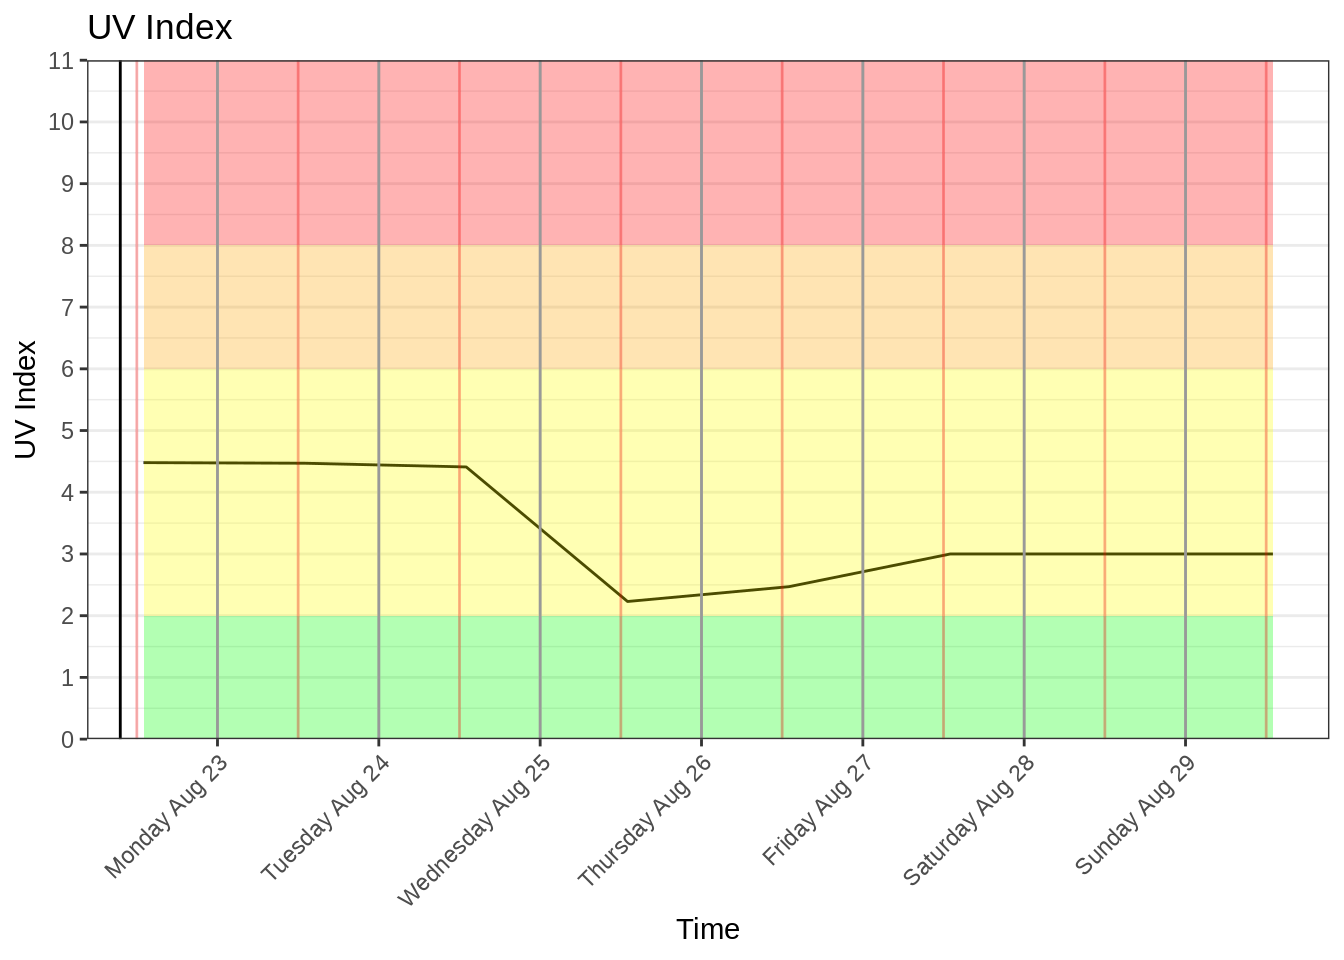 UV Index
11
10
9
8
7
6
5
4
3
2
1
0
UV Index
Monday Aug 23
Tuesday Aug 24
Wednesday Aug 25
Thursday Aug 26
Friday Aug 27
Saturday Aug 28
Sunday Aug 29
Time